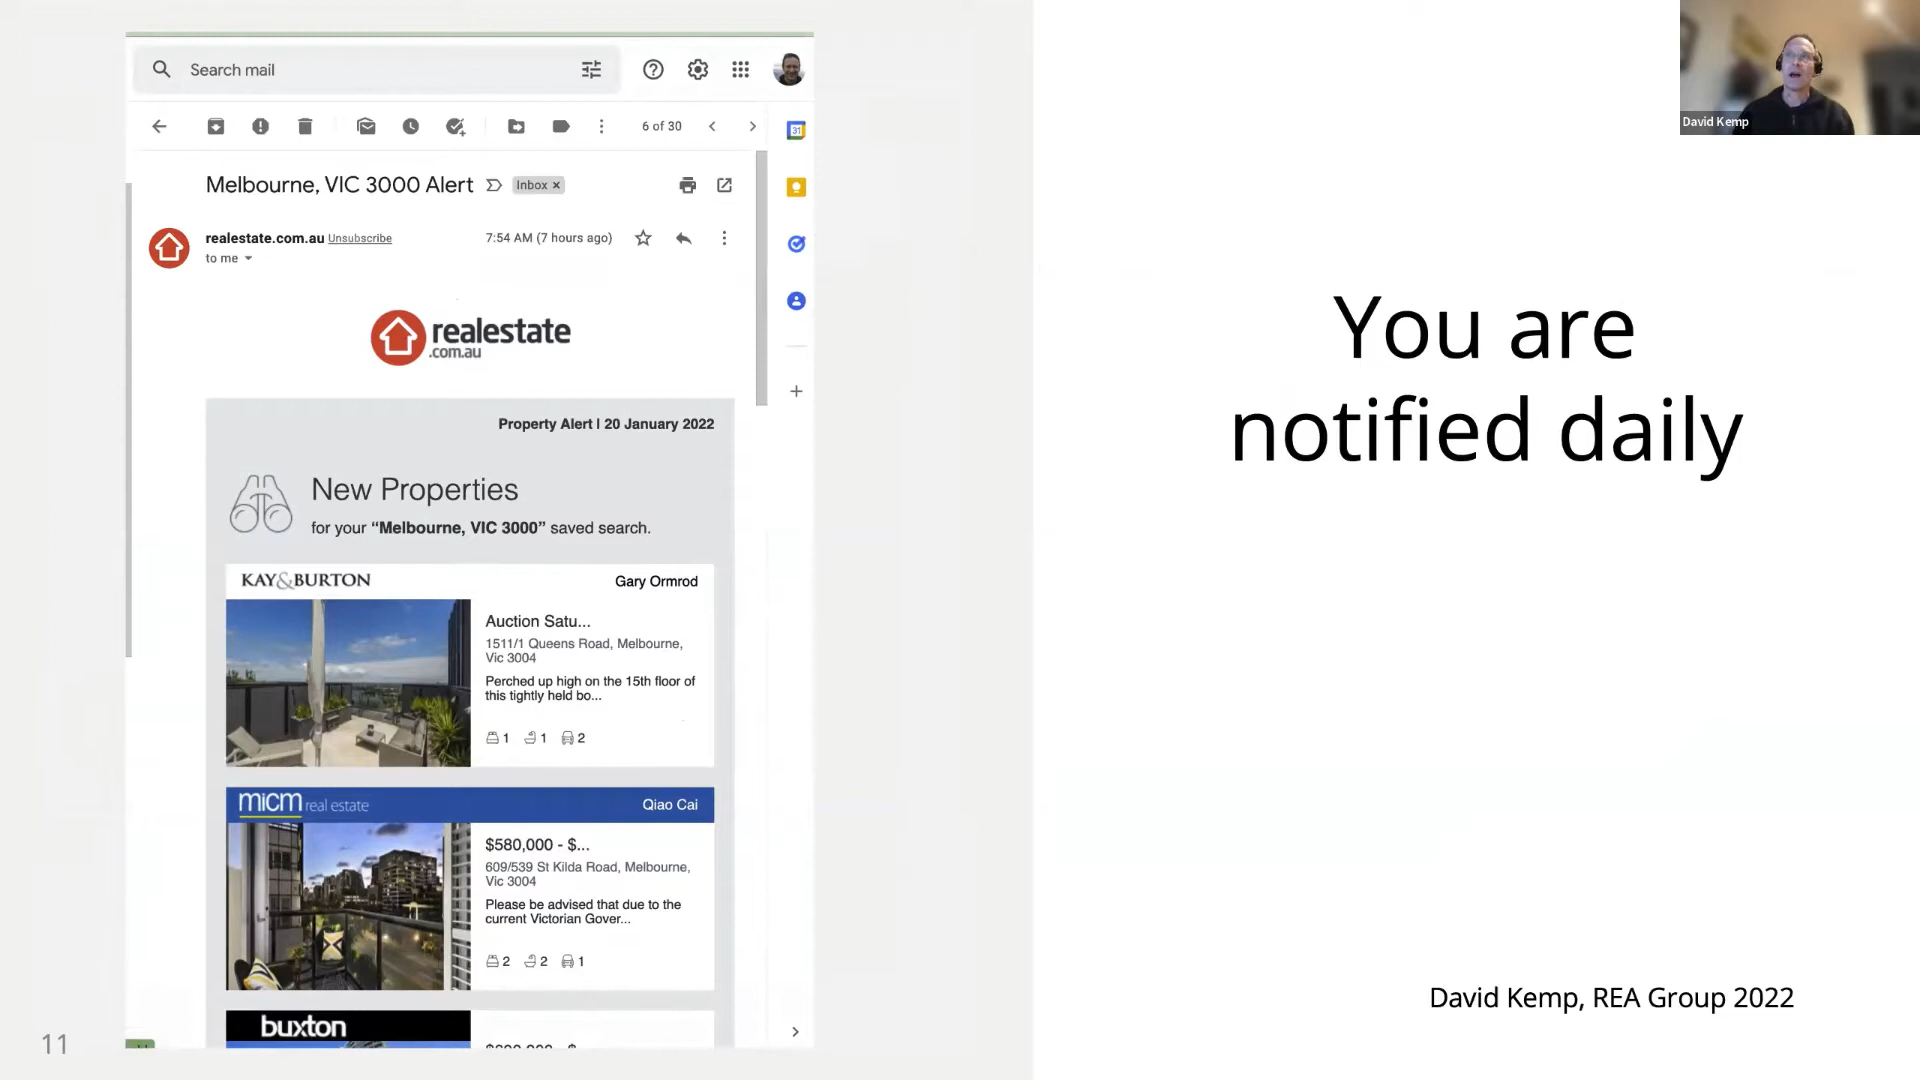 Search mail
6 of 30
31
Melbourne, VIC 3000 Alert
Inbox ×
realestate.com.au Unsubscribe
7:54 AM (7 hours ago)
to me
realestate
.com.au
Property Alert | 20 January 2022
New Properties
for your “Melbourne, VIC 3000” saved search.
KAY&BURTON
Gary Ormrod
Auction Satu...
1511/1 Queens Road, Melbourne,
Vic 3004
Perched up high on the 15th floor of
this tightly held bo...
1 1 2
micm real estate
Qiao Cai
$580,000 - $...
609/539 St Kilda Road, Melbourne,
Vic 3004
Please be advised that due to the
current Victorian Gover...
2 2 1
buxton
11
You are
notified daily
David Kemp, REA Group 2022
David Kemp